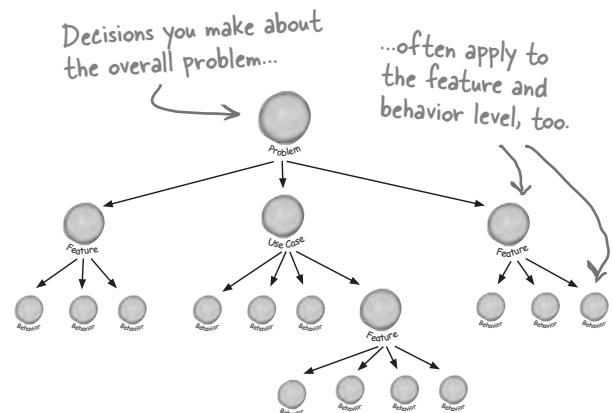 Decisions you make about
the overall problem...
...often apply to
the feature and
behavior level, too.
Problem
Feature
Use Case
Feature
Behavior
Behavior
Behavior
Behavior
Behavior
Behavior
Feature
Behavior
Behavior
Behavior
Behavior
Behavior
Behavior
Behavior